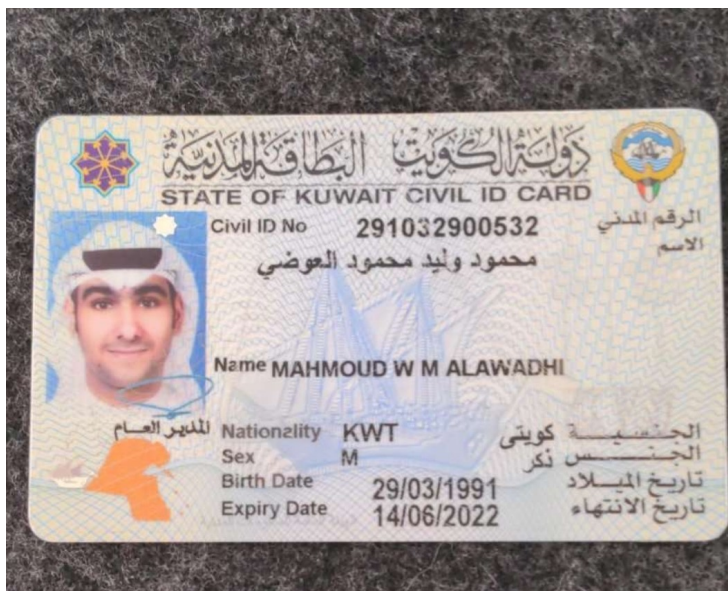 دولة الكويت البطاقة المدنية
STATE OF KUWAIT CIVIL ID CARD
Civil ID No 291032900532 الرقم المدني
الاسم
محمود وليد محمود العوضي
Name MAHMOUD W M ALAWADHI
المدير العام
Nationality KWT كويتي الجنسية
Sex M ذكر الجنس
Birth Date 29/03/1991 تاريخ الميلاد
Expiry Date 14/06/2022 تاريخ الانتهاء